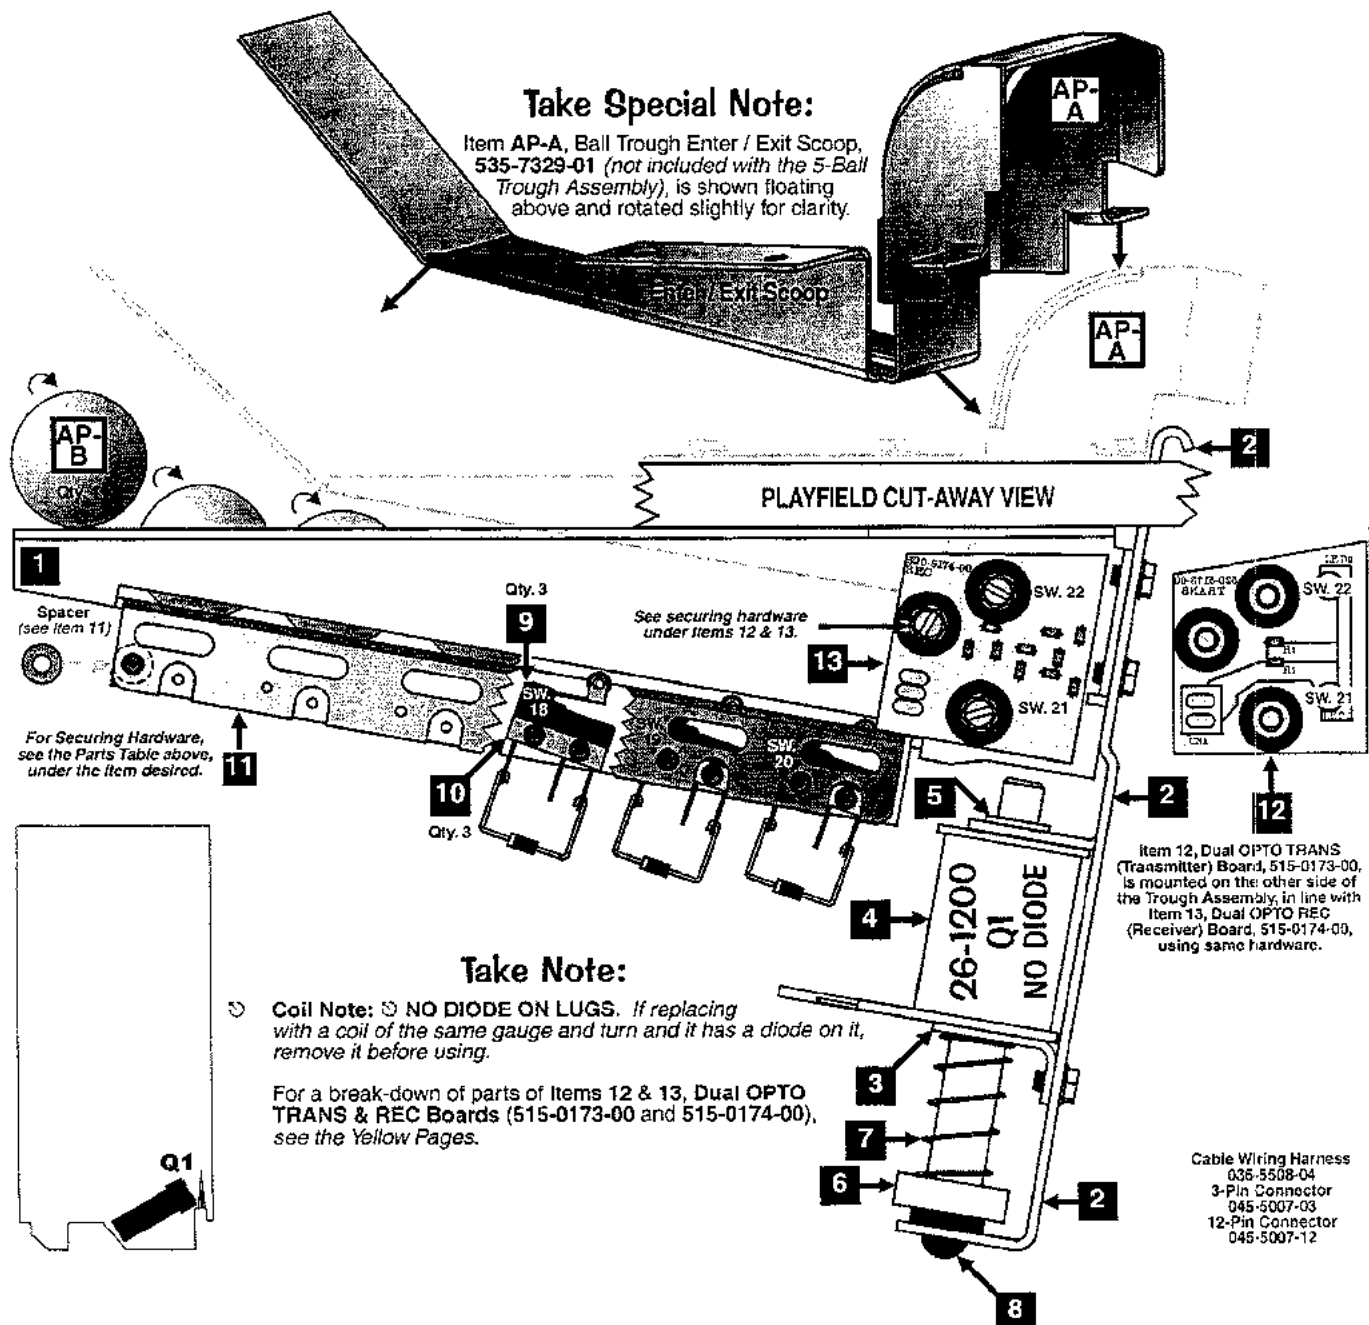 Take Special Note:
Item AP-A, Ball Trough Enter / Exit Scoop,
535-7329-01 (not included with the 5-Ball
Trough Assembly), is shown floating
above and rotated slightly for clarity.
AP-
A
Enter / Exit Scoop
AP-
A
AP-
B
Qty.
2
PLAYFIELD CUT-AWAY VIEW
1
Spacer
(see Item 11)
Qty. 3
9
See securing hardware
under Items 12 & 13.
13
REC
SW. 22
SW. 21
520-5173-00
TRANS
SW. 22
SW. 21
SW.
18
SW.
SW.
20
For Securing Hardware,
see the Parts Table above,
under the item desired.
11
10
Qty. 3
5
2
12
Item 12, Dual OPTO TRANS
(Transmitter) Board, 515-0173-00,
is mounted on the other side of
the Trough Assembly, in line with
Item 13, Dual OPTO REC
(Receiver) Board, 515-0174-00,
using same hardware.
4
26-1200
Q1
NO DIODE
Take Note:
Coil Note: NO DIODE ON LUGS. If replacing
with a coil of the same gauge and turn and it has a diode on it,
remove it before using.
For a break-down of parts of Items 12 & 13, Dual OPTO
TRANS & REC Boards (515-0173-00 and 515-0174-00),
see the Yellow Pages.
3
7
6
2
8
Q1
Cable Wiring Harness
036-5508-04
3-Pin Connector
045-5007-03
12-Pin Connector
045-5007-12